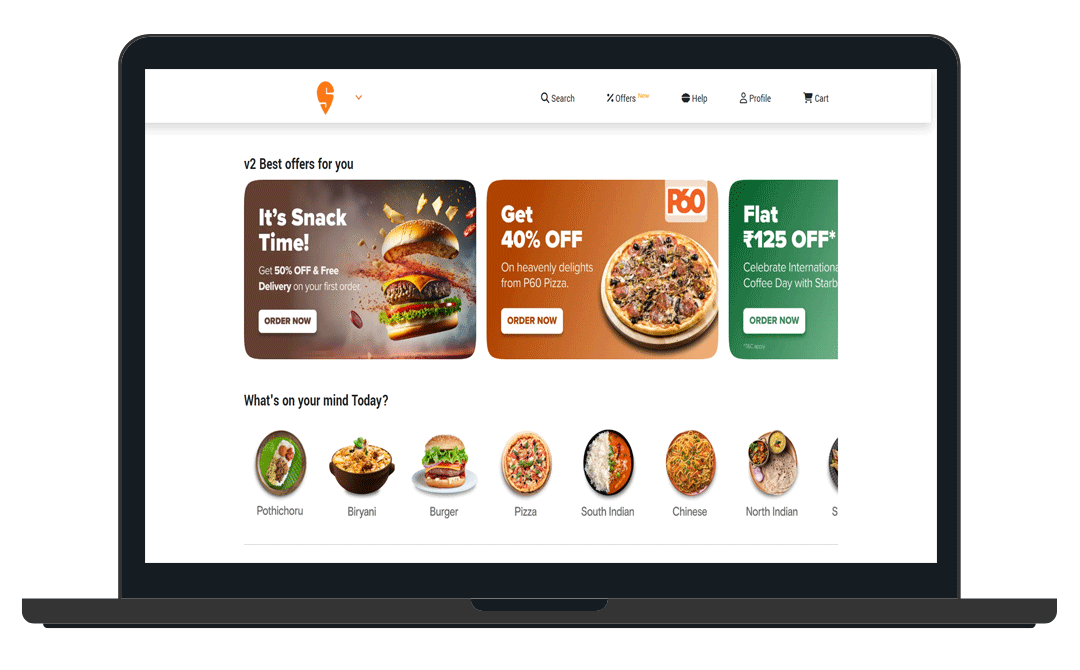 Search
Offers New
Help
Profile
Cart
v2 Best offers for you
It's Snack
Time!
Get 50% OFF & Free
Delivery on your first order.
ORDER NOW
P60
Get
40% OFF
On heavenly delights
from P60 Pizza.
ORDER NOW
Flat
₹125 OFF*
Celebrate Internationa
Coffee Day with Starb
ORDER NOW
*T&C apply
What's on your mind Today?
Pothichoru
Biryani
Burger
Pizza
South Indian
Chinese
North Indian
S